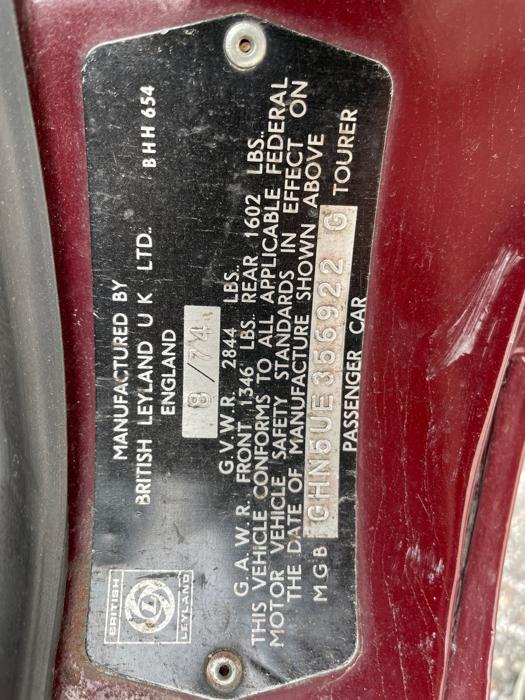 BRITISH
L
LEYLAND
MANUFACTURED BY
BRITISH LEYLAND U K LTD.. BHH 654
ENGLAND
8 /74
G.V.W.R. 2844 LBS..
G.A.W.R. FRONT 1346 LBS.. REAR 1602 LBS..
THIS VEHICLE CONFORMS TO ALL APPLICABLE FEDERAL
MOTOR VEHICLE SAFETY STANDARDS IN EFFECT ON
THE DATE OF MANUFACTURE SHOWN ABOVE
MGB GHN5UE356922 G TOURER
PASSENGER CAR